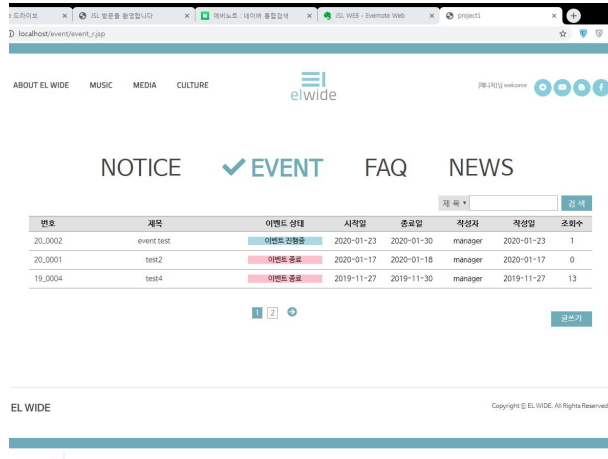 드라이브
JSL 방문을 환영합니다
에버노트 : 네이버 통합검색
JSL WEB - Evernote Web
project1
localhost/event/event_r.jsp
ABOUT EL WIDE MUSIC MEDIA CULTURE
elwide
welcome
NOTICE EVENT FAQ NEWS
제 목 검 색
번호 제목 이벤트 상태 시작일 종료일 작성자 작성일 조회수
20_0002 event test 이벤트 진행중 2020-01-23 2020-01-30 manager 2020-01-23 1
20_0001 test2 이벤트 종료 2020-01-17 2020-01-18 manager 2020-01-17 0
19_0004 test4 이벤트 종료 2019-11-27 2019-11-30 manager 2019-11-27 13
1 2
글쓰기
EL WIDE
Copyright ⓒ EL WIDE. All Rights Reserved